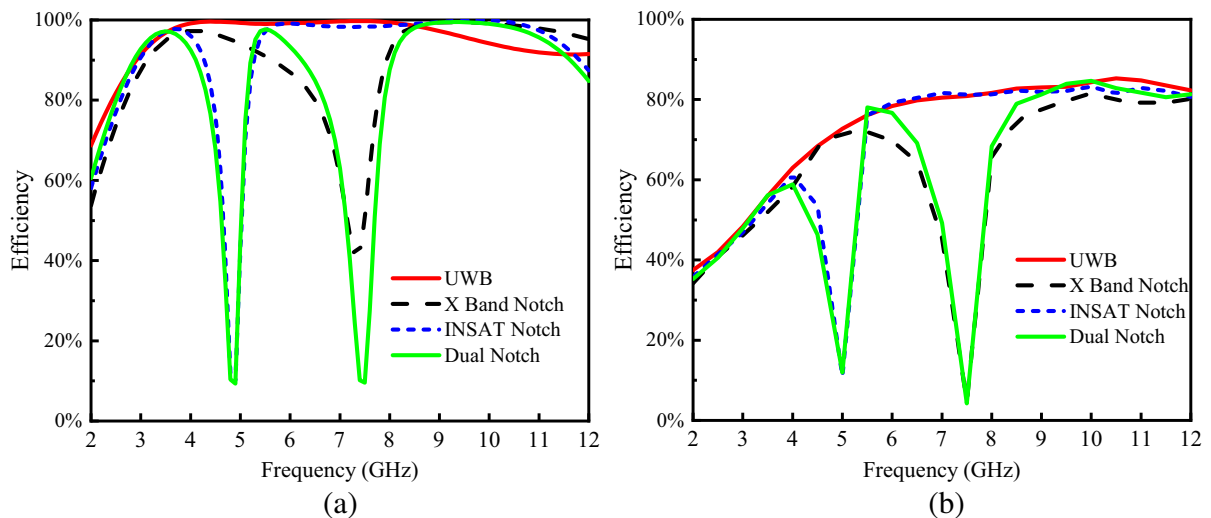 100%
80%
60%
40%
20%
0%
Efficiency
UWB
X Band Notch
INSAT Notch
Dual Notch
2 3 4 5 6 7 8 9 10 11 12
Frequency (GHz)
(a)
100%
80%
60%
40%
20%
0%
Efficiency
UWB
X Band Notch
INSAT Notch
Dual Notch
2 3 4 5 6 7 8 9 10 11 12
Frequency (GHz)
(b)